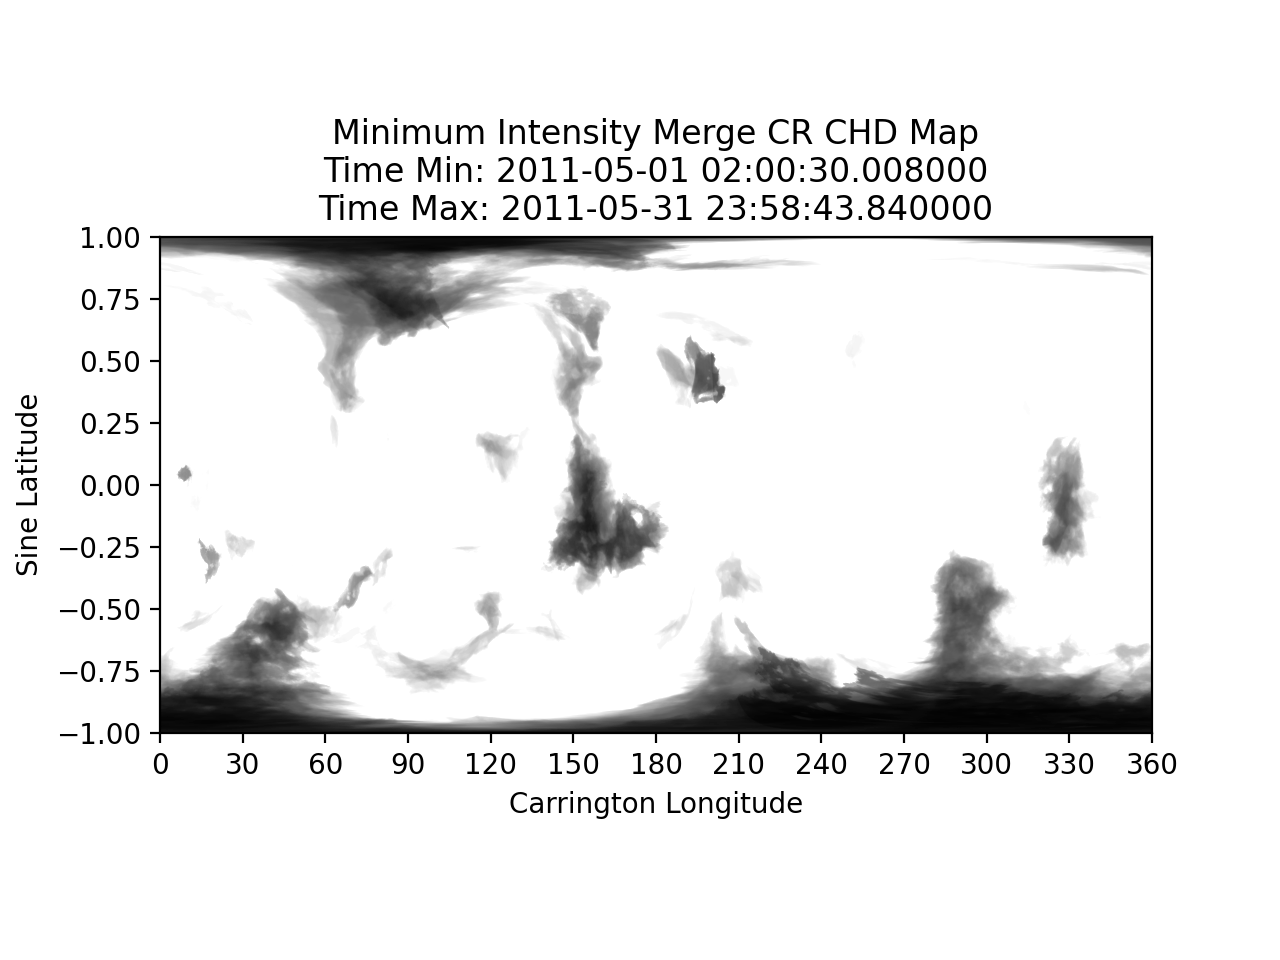 Minimum Intensity Merge CR CHD Map
Time Min: 2011-05-01 02:00:30.008000
Time Max: 2011-05-31 23:58:43.840000
1.00
0.75
0.50
0.25
0.00
−0.25
−0.50
−0.75
−1.00
Sine Latitude
0 30 60 90 120 150 180 210 240 270 300 330 360
Carrington Longitude